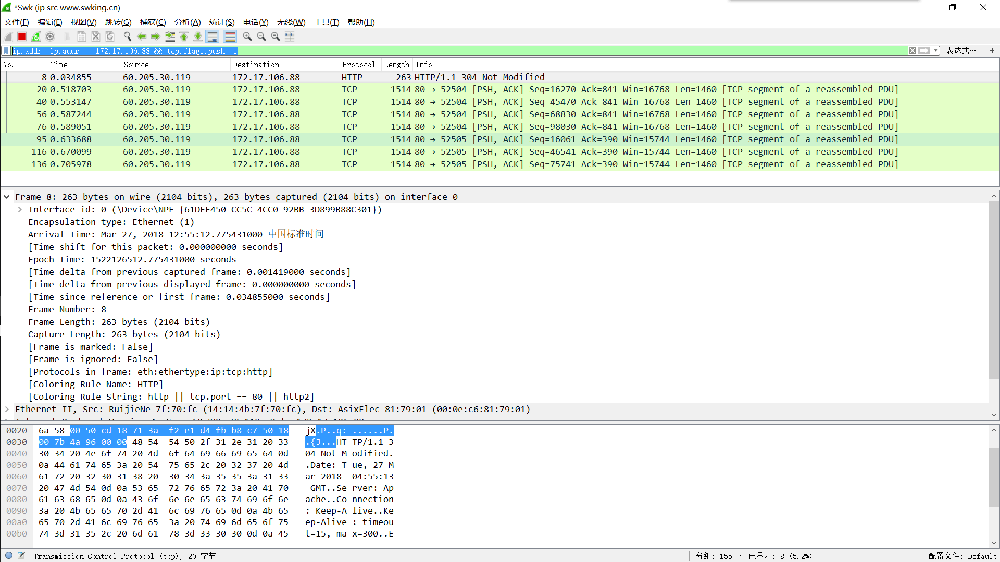 *Swk (ip src www.swking.cn)
文件(F) 编辑(E) 视图(V) 跳转(G) 捕获(C) 分析(A) 统计(S) 电话(Y) 无线(W) 工具(T) 帮助(H)
ip.addr==ip.addr == 172.17.106.88 && tcp.flags.push==1 表达式… +
No. Time Source Destination Protocol Length Info
8 0.034855 60.205.30.119 172.17.106.88 HTTP 263 HTTP/1.1 304 Not Modified
20 0.518703 60.205.30.119 172.17.106.88 TCP 1514 80 → 52504 [PSH, ACK] Seq=16270 Ack=841 Win=16768 Len=1460 [TCP segment of a reassembled PDU]
40 0.553147 60.205.30.119 172.17.106.88 TCP 1514 80 → 52504 [PSH, ACK] Seq=45470 Ack=841 Win=16768 Len=1460 [TCP segment of a reassembled PDU]
56 0.587244 60.205.30.119 172.17.106.88 TCP 1514 80 → 52504 [PSH, ACK] Seq=68830 Ack=841 Win=16768 Len=1460 [TCP segment of a reassembled PDU]
76 0.589051 60.205.30.119 172.17.106.88 TCP 1514 80 → 52504 [PSH, ACK] Seq=98030 Ack=841 Win=16768 Len=1460 [TCP segment of a reassembled PDU]
95 0.633688 60.205.30.119 172.17.106.88 TCP 1514 80 → 52505 [PSH, ACK] Seq=16061 Ack=390 Win=15744 Len=1460 [TCP segment of a reassembled PDU]
116 0.670099 60.205.30.119 172.17.106.88 TCP 1514 80 → 52505 [PSH, ACK] Seq=46541 Ack=390 Win=15744 Len=1460 [TCP segment of a reassembled PDU]
136 0.705978 60.205.30.119 172.17.106.88 TCP 1514 80 → 52505 [PSH, ACK] Seq=75741 Ack=390 Win=15744 Len=1460 [TCP segment of a reassembled PDU]
Frame 8: 263 bytes on wire (2104 bits), 263 bytes captured (2104 bits) on interface 0
Interface id: 0 (\Device\NPF_{61DEF450-CC5C-4CC0-92BB-3D899B88C301})
Encapsulation type: Ethernet (1)
Arrival Time: Mar 27, 2018 12:55:12.775431000 中国标准时间
[Time shift for this packet: 0.000000000 seconds]
Epoch Time: 1522126512.775431000 seconds
[Time delta from previous captured frame: 0.001419000 seconds]
[Time delta from previous displayed frame: 0.000000000 seconds]
[Time since reference or first frame: 0.034855000 seconds]
Frame Number: 8
Frame Length: 263 bytes (2104 bits)
Capture Length: 263 bytes (2104 bits)
[Frame is marked: False]
[Frame is ignored: False]
[Protocols in frame: eth:ethertype:ip:tcp:http]
[Coloring Rule Name: HTTP]
[Coloring Rule String: http || tcp.port == 80 || http2]
Ethernet II, Src: RuijieNe_7f:70:fc (14:14:4b:7f:70:fc), Dst: AsixElec_81:79:01 (00:0e:c6:81:79:01)
Internet Protocol Version 4, Src: 60.205.30.119, Dst: 172.17.106.88
0020 6a 58 00 50 cd 18 71 3a f2 e1 d4 fb b8 c7 50 18 jX.P..q: ......P.
0030 00 7b 4a 96 00 00 48 54 54 50 2f 31 2e 31 20 33 .{J...HT TP/1.1 3
0040 30 34 20 4e 6f 74 20 4d 6f 64 69 66 69 65 64 0d 04 Not M odified.
0050 0a 44 61 74 65 3a 20 54 75 65 2c 20 32 37 20 4d .Date: T ue, 27 M
0060 61 72 20 32 30 31 38 20 30 34 3a 35 35 3a 31 33 ar 2018 04:55:13
0070 20 47 4d 54 0d 0a 53 65 72 76 65 72 3a 20 41 70 GMT..Se rver: Ap
0080 61 63 68 65 0d 0a 43 6f 6e 6e 65 63 74 69 6f 6e ache..Co nnection
0090 3a 20 4b 65 65 70 2d 41 6c 69 76 65 0d 0a 4b 65 : Keep-A live..Ke
00a0 65 70 2d 41 6c 69 76 65 3a 20 74 69 6d 65 6f 75 ep-Alive : timeou
00b0 74 3d 31 35 2c 20 6d 61 78 3d 33 30 30 0d 0a 45 t=15, ma x=300..E
Transmission Control Protocol (tcp), 20 字节 分组: 155 · 已显示: 8 (5.2%) 配置文件: Default